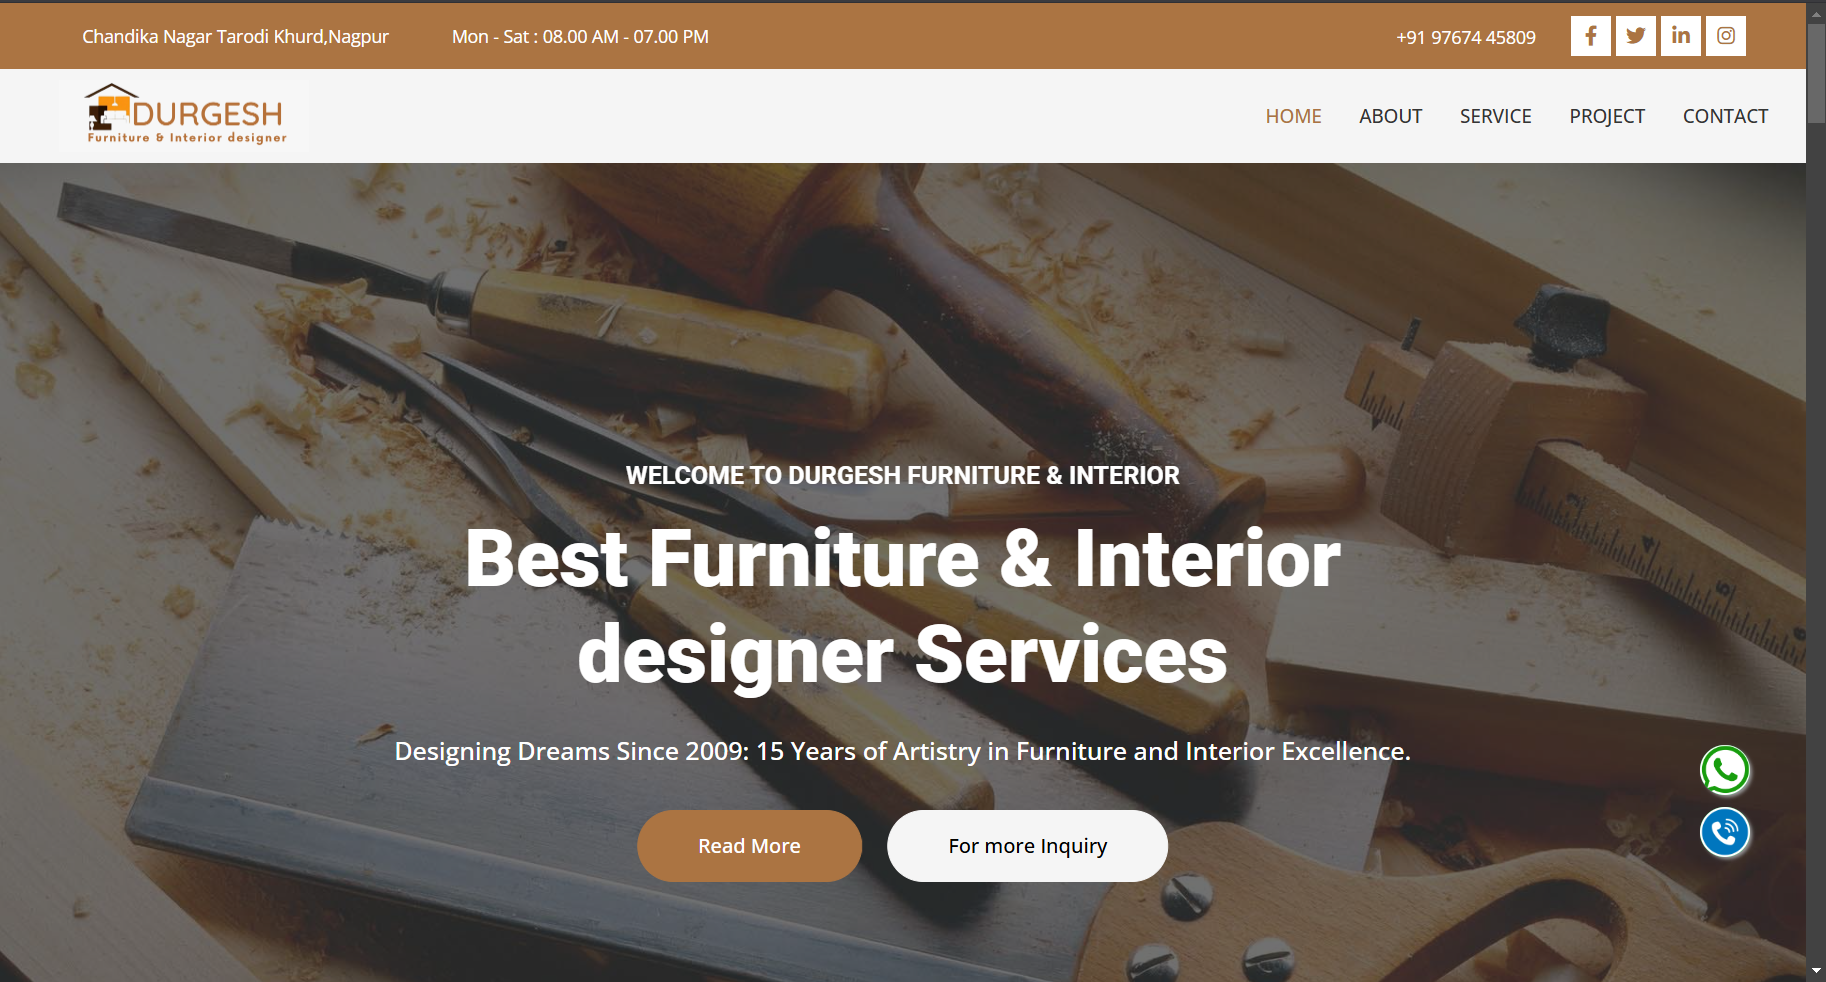 Chandika Nagar Tarodi Khurd,Nagpur
Mon - Sat : 08.00 AM - 07.00 PM
+91 97674 45809
DURGESH
Furniture & Interior designer
HOME
ABOUT
SERVICE
PROJECT
CONTACT
WELCOME TO DURGESH FURNITURE & INTERIOR
Best Furniture & Interior
designer Services
Designing Dreams Since 2009: 15 Years of Artistry in Furniture and Interior Excellence.
Read More
For more Inquiry